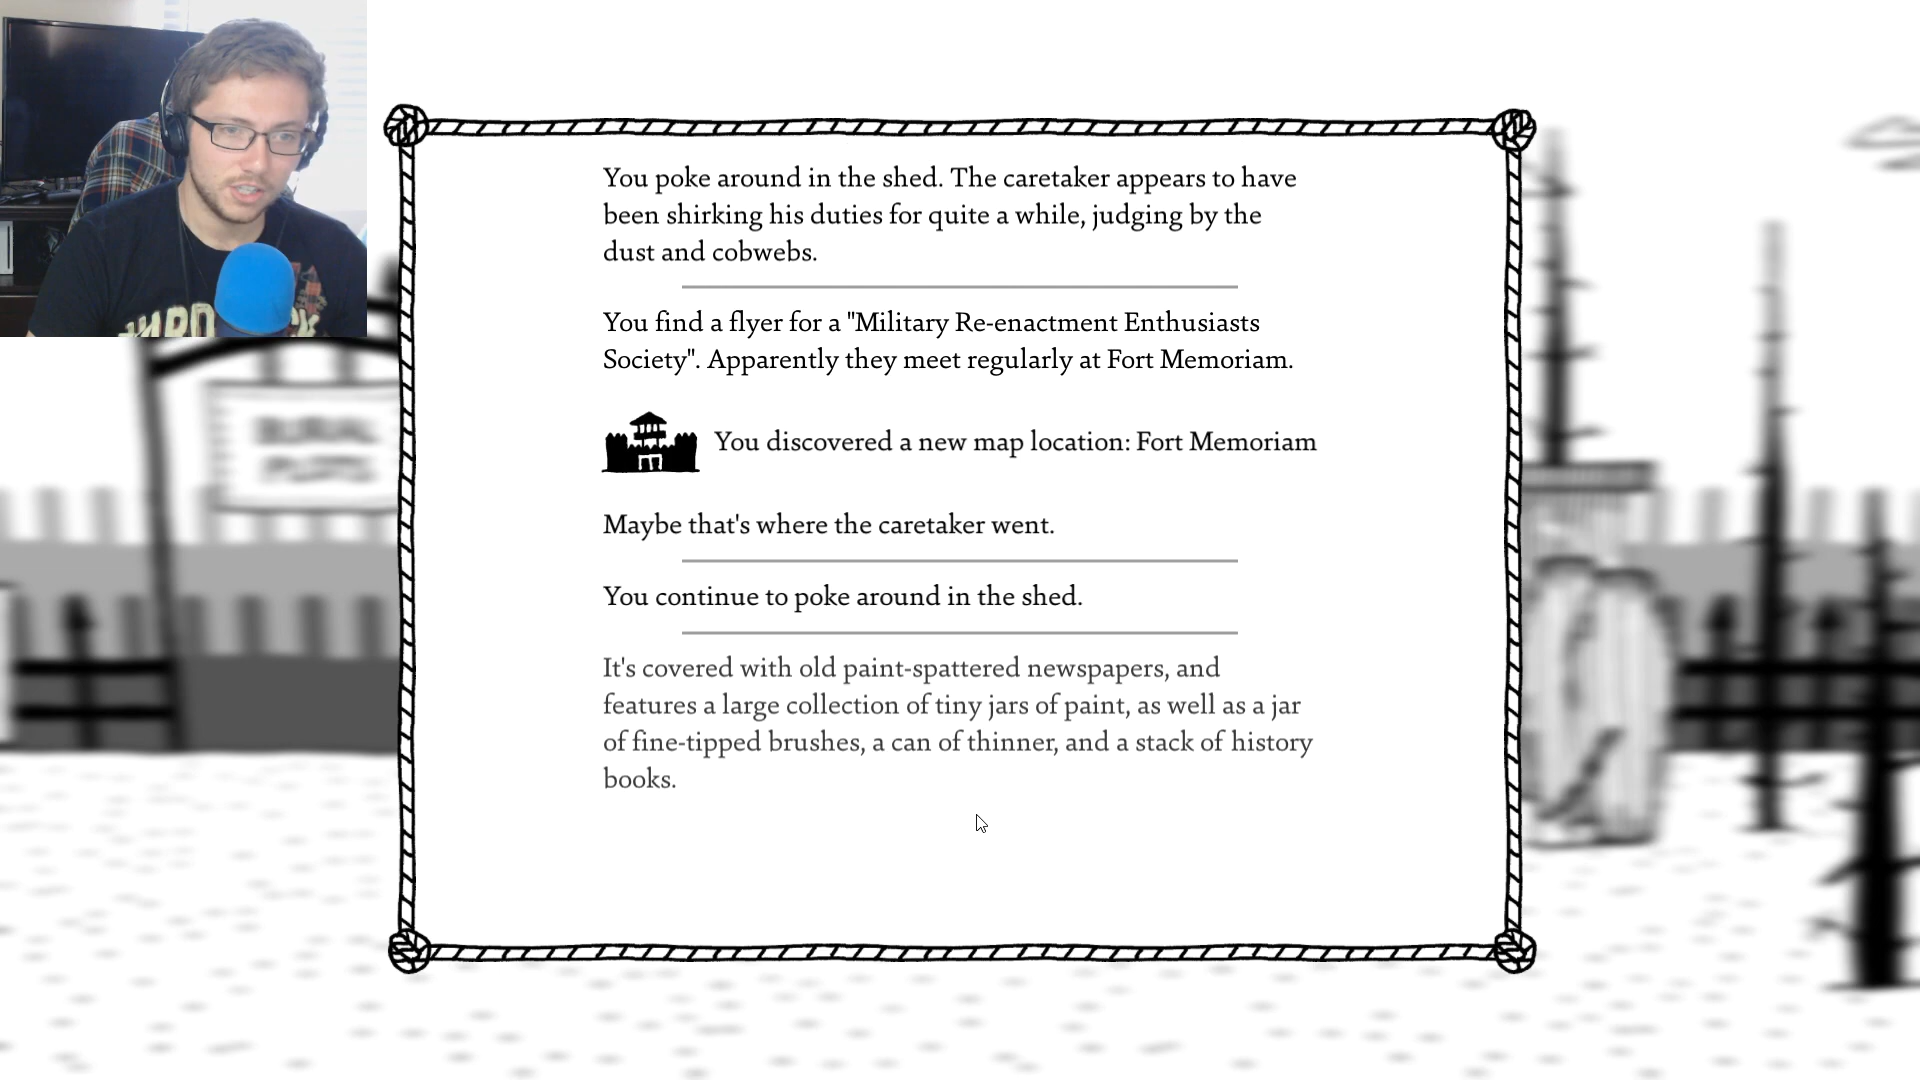 You poke around in the shed. The caretaker appears to have
been shirking his duties for quite a while, judging by the
dust and cobwebs.
You find a flyer for a "Military Re-enactment Enthusiasts
Society". Apparently they meet regularly at Fort Memoriam.
You discovered a new map location: Fort Memoriam
Maybe that's where the caretaker went.
You continue to poke around in the shed.
It's covered with old paint-spattered newspapers, and
features a large collection of tiny jars of paint, as well as a jar
of fine-tipped brushes, a can of thinner, and a stack of history
books.